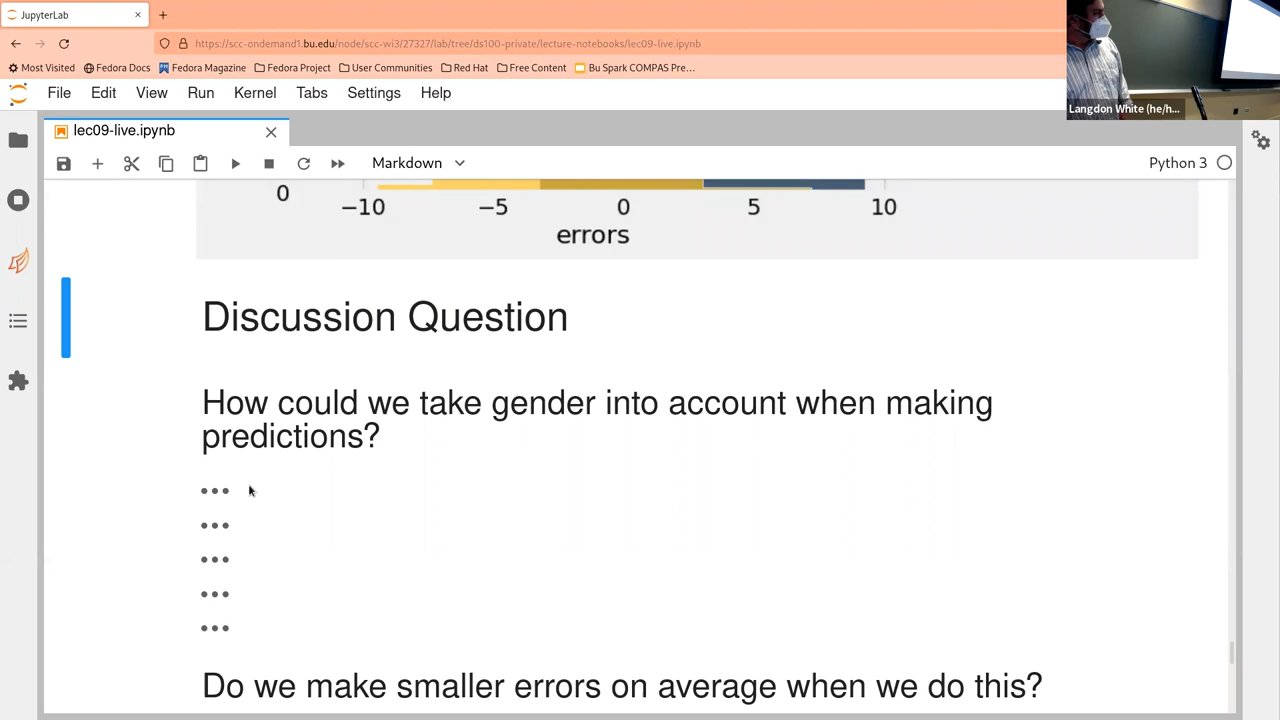 JupyterLab
https://scc-ondemand1.bu.edu/node/scc-wi3/27327/lab/tree/ds100-private/lecture-notebooks/lec09-live.ipynb
Most Visited Fedora Docs Fedora Magazine Fedora Project User Communities Red Hat Free Content Bu Spark COMPAS Pre…
Langdon White (he/h...
File Edit View Run Kernel Tabs Settings Help
lec09-live.ipynb
Markdown Python 3
0
−10 −5 0 5 10
errors
Discussion Question
How could we take gender into account when making
predictions?
...
...
...
...
...
Do we make smaller errors on average when we do this?